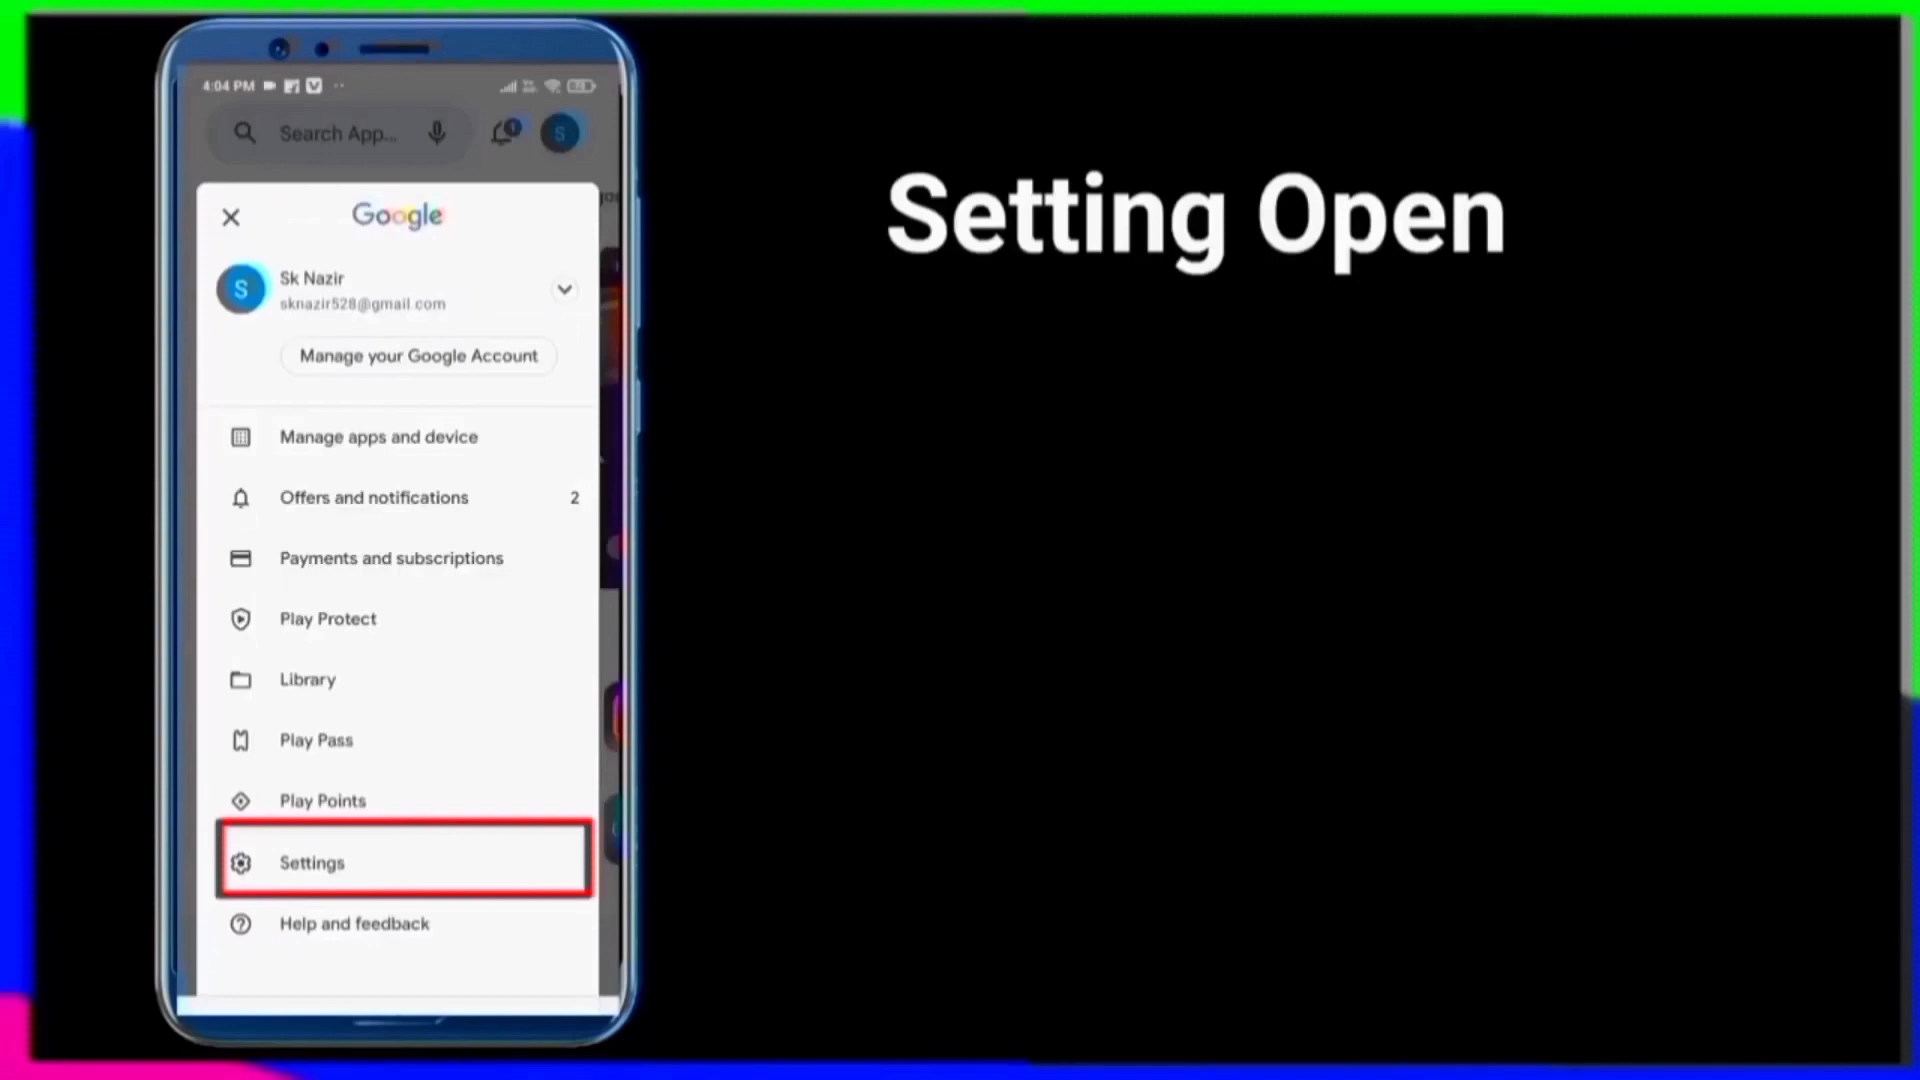 4:04 PM
Search App...
1
S
Setting Open
Google
S
Sk Nazir
sknazir528@gmail.com
Manage your Google Account
Manage apps and device
Offers and notifications 2
Payments and subscriptions
Play Protect
Library
Play Pass
Play Points
Settings
Help and feedback